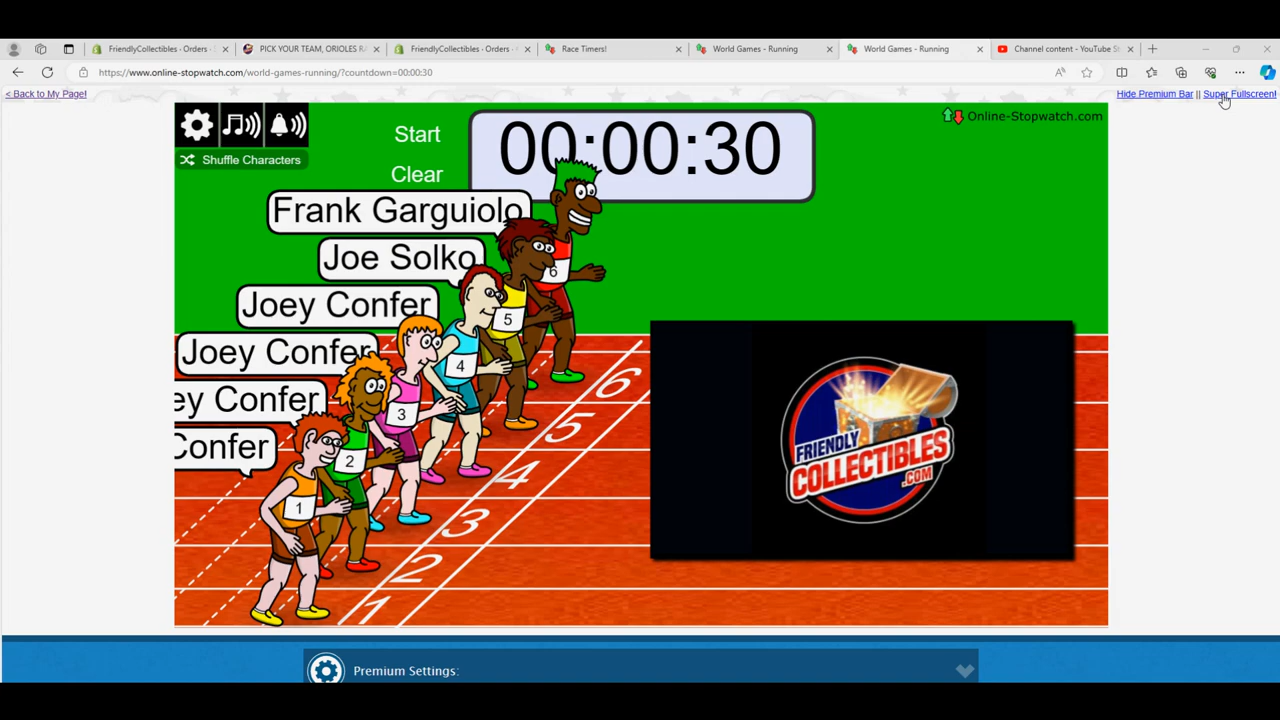 FriendlyCollectibles · Orders ·
PICK YOUR TEAM, ORIOLES RA
FriendlyCollectibles · Orders ·
Race Timers!
World Games - Running
World Games - Running
Channel content - YouTube St
https://www.online-stopwatch.com/world-games-running/?countdown=00:00:30
< Back to My Page!
Hide Premium Bar || Super Fullscreen!
Start
Clear
00:00:30
Online-Stopwatch.com
Shuffle Characters
Frank Garguiolo
Joe Solko
Joey Confer
Joey Confer
ey Confer
Confer
6
5
4
3
2
1
6
5
4
3
2
1
FRIENDLY
COLLECTIBLES
.COM
Premium Settings: